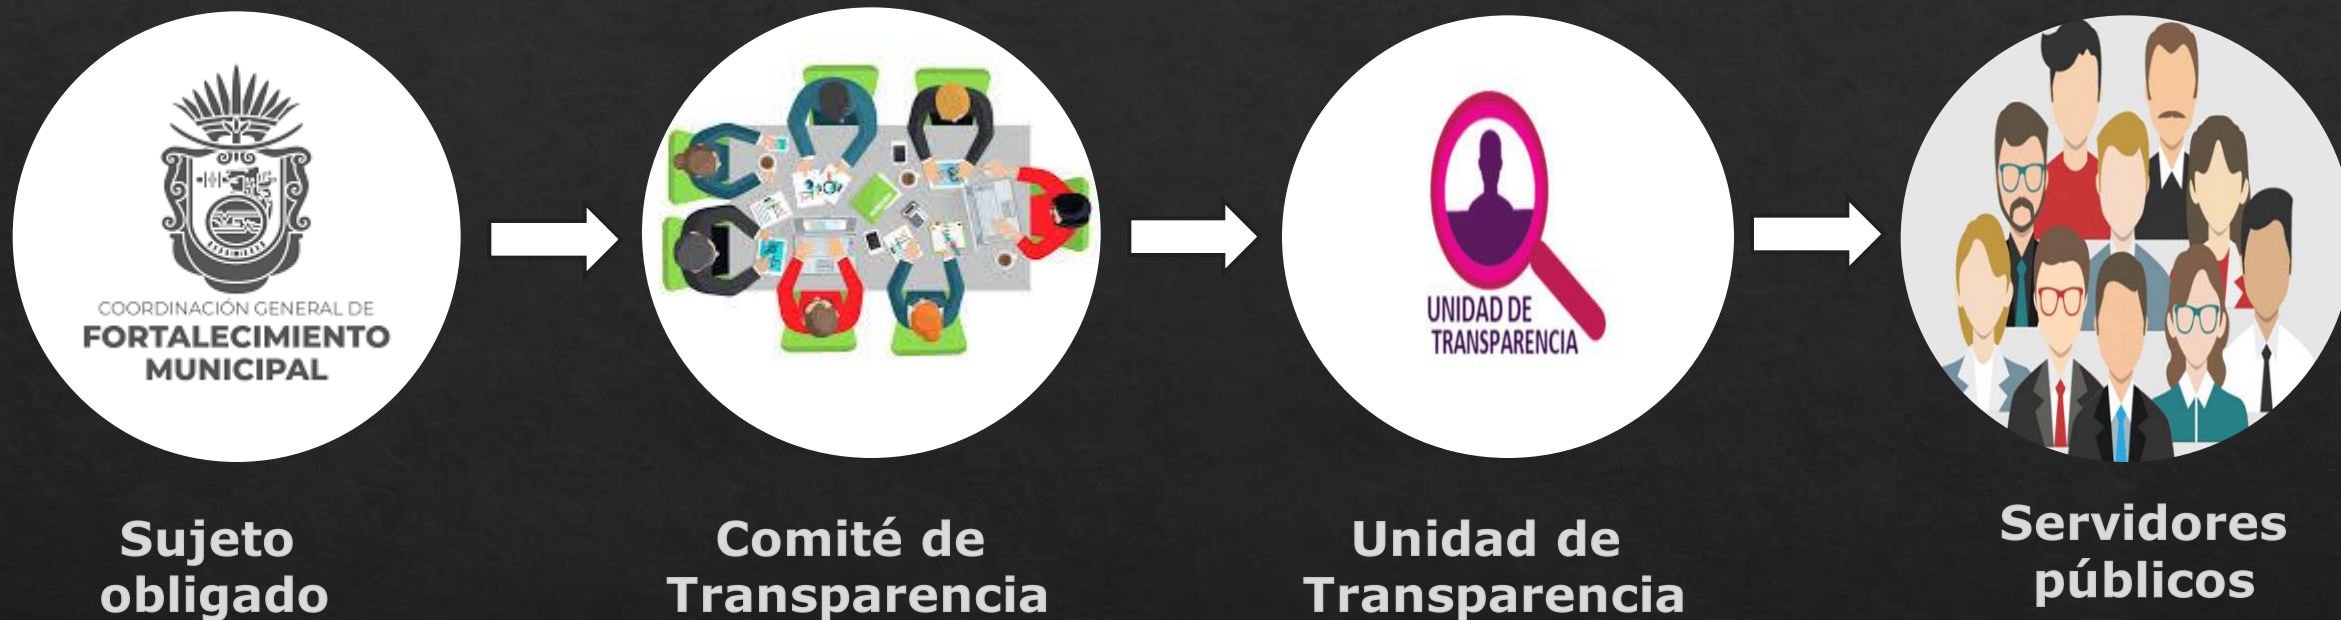 COORDINACIÓN GENERAL DE
FORTALECIMIENTO
MUNICIPAL
UNIDAD DE
TRANSPARENCIA
Sujeto
obligado
Comité de
Transparencia
Unidad de
Transparencia
Servidores
públicos